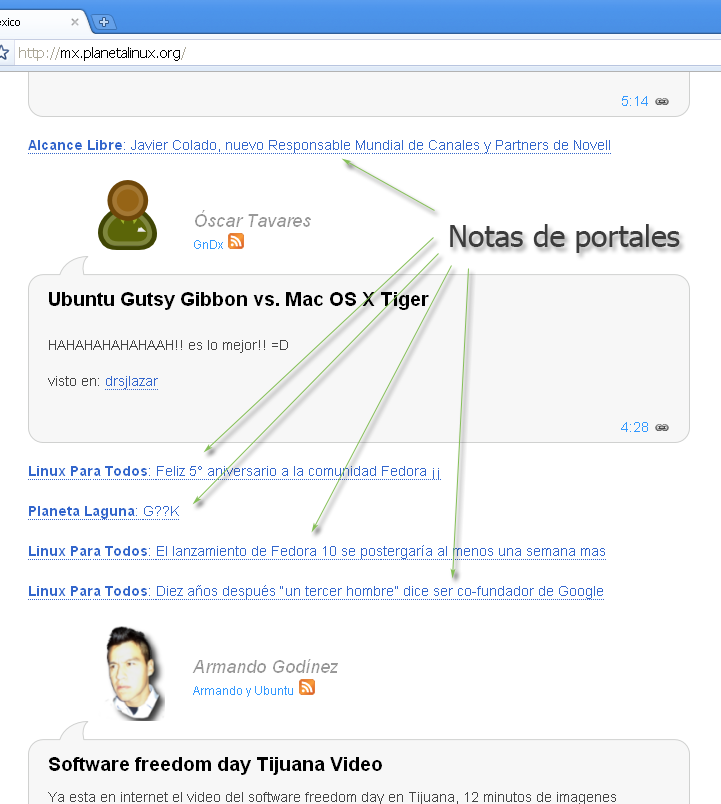 éxico
http://mx.planetalinux.org/
5:14
Alcance Libre: Javier Colado, nuevo Responsable Mundial de Canales y Partners de Novell
Óscar Tavares
GnDx
Notas de portales
Ubuntu Gutsy Gibbon vs. Mac OS X Tiger
HAHAHAHAHAHAAH!! es lo mejor!! =D
visto en: drsjlazar
4:28
Linux Para Todos: Feliz 5° aniversario a la comunidad Fedora ¡¡
Planeta Laguna: G??K
Linux Para Todos: El lanzamiento de Fedora 10 se postergaría al menos una semana mas
Linux Para Todos: Diez años después "un tercer hombre" dice ser co-fundador de Google
Armando Godínez
Armando y Ubuntu
Software freedom day Tijuana Video
Ya esta en internet el video del software freedom day en Tijuana, 12 minutos de imagenes